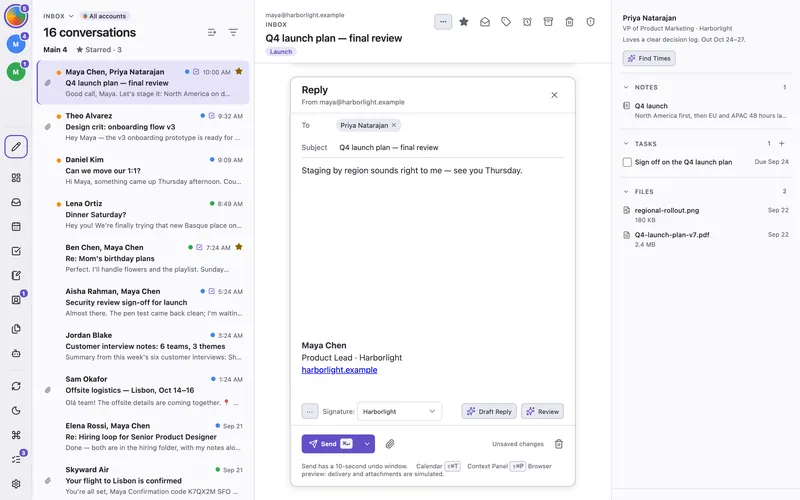 6
M
4
M
1
1
3
INBOX
All accounts
16 conversations
Main 4
Starred · 3
Maya Chen, Priya Natarajan
10:00 AM
Q4 launch plan — final review
Good call, Maya. Let's stage it: North America on d…
Theo Alvarez
9:32 AM
Design crit: onboarding flow v3
Hey Maya — the v3 onboarding prototype is ready for …
Daniel Kim
9:09 AM
Can we move our 1:1?
Hi Maya, something came up Thursday afternoon. Cou…
Lena Ortiz
8:49 AM
Dinner Saturday?
Hey you! We're finally trying that new Basque place on…
Ben Chen, Maya Chen
7:24 AM
Re: Mom's birthday plans
Perfect. I'll handle flowers and the playlist. Sunday…
Aisha Rahman, Maya Chen
5:24 AM
Security review sign-off for launch
Almost there. The pen test came back clean; I'm waitin…
Jordan Blake
3:24 AM
Customer interview notes: 6 teams, 3 themes
Summary from this week's six customer interviews: Sh…
Sam Okafor
1:24 AM
Offsite logistics — Lisbon, Oct 14–16
Olá team! The offsite details are coming together. 📍 …
Elena Rossi, Maya Chen
Sep 21
Re: Hiring loop for Senior Product Designer
Done — both are in the hiring folder, with my notes alo…
Skyward Air
Sep 21
Your flight to Lisbon is confirmed
You're all set, Maya Confirmation code K7QX2M SFO …
maya@harborlight.example
INBOX
Q4 launch plan — final review
Launch
Reply
From maya@harborlight.example
To
Priya Natarajan
Subject
Q4 launch plan — final review
Staging by region sounds right to me — see you Thursday.
Maya Chen
Product Lead · Harborlight
harborlight.example
Signature:
Harborlight
Draft Reply
Review
Send
⌘↵
Unsaved changes
Send has a 10-second undo window. Calendar ⇧⌘T Context Panel ⇧⌘P Browser
preview: delivery and attachments are simulated.
Priya Natarajan
VP of Product Marketing · Harborlight
Loves a clear decision log. Out Oct 24–27.
Find Times
NOTES
1
Q4 launch
North America first, then EU and APAC 48 hours la…
TASKS
1
Sign off on the Q4 launch plan
Due Sep 24
FILES
2
regional-rollout.png
Sep 22
180 KB
Q4-launch-plan-v7.pdf
Sep 22
2.4 MB